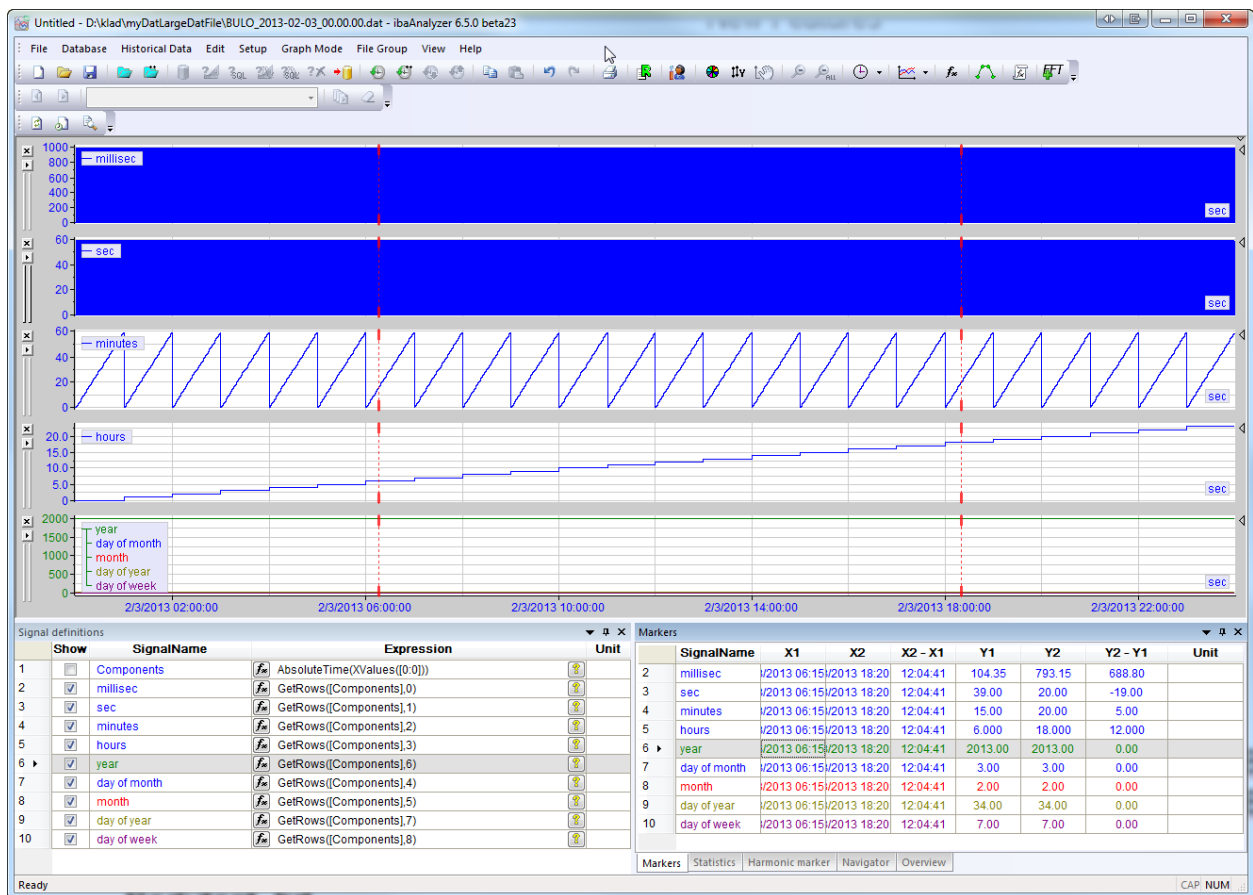 Untitled - D:\klad\myDatLargeDatFile\BULO_2013-02-03_00.00.00.dat - ibaAnalyzer 6.5.0 beta23
File Database Historical Data Edit Setup Graph Mode File Group View Help
SQL SQL ?X ALL IIY fx FFT
1000
800
600
400
200
0
millisec
sec
60
40
20
0
sec
sec
60
40
20
0
minutes
sec
20.0
15.0
10.0
5.0
0
hours
sec
2000
1500
1000
500
0
year
day of month
month
day of year
day of week
sec
2/3/2013 02:00:00 2/3/2013 06:00:00 2/3/2013 10:00:00 2/3/2013 14:00:00 2/3/2013 18:00:00 2/3/2013 22:00:00
Signal definitions
Show SignalName Expression Unit
1 Components fx AbsoluteTime(XValues([0:0])) ?
2 millisec fx GetRows([Components],0) ?
3 sec fx GetRows([Components],1) ?
4 minutes fx GetRows([Components],2) ?
5 hours fx GetRows([Components],3) ?
6 year fx GetRows([Components],6) ?
7 day of month fx GetRows([Components],4) ?
8 month fx GetRows([Components],5) ?
9 day of year fx GetRows([Components],7) ?
10 day of week fx GetRows([Components],8) ?
Markers
SignalName X1 X2 X2 - X1 Y1 Y2 Y2 - Y1 Unit
2 millisec /2013 06:15 /2013 18:20 12:04:41 104.35 793.15 688.80
3 sec /2013 06:15 /2013 18:20 12:04:41 39.00 20.00 -19.00
4 minutes /2013 06:15 /2013 18:20 12:04:41 15.00 20.00 5.00
5 hours /2013 06:15 /2013 18:20 12:04:41 6.000 18.000 12.000
6 year /2013 06:15 /2013 18:20 12:04:41 2013.00 2013.00 0.00
7 day of month /2013 06:15 /2013 18:20 12:04:41 3.00 3.00 0.00
8 month /2013 06:15 /2013 18:20 12:04:41 2.00 2.00 0.00
9 day of year /2013 06:15 /2013 18:20 12:04:41 34.00 34.00 0.00
10 day of week /2013 06:15 /2013 18:20 12:04:41 7.00 7.00 0.00
Markers Statistics Harmonic marker Navigator Overview
Ready CAP NUM